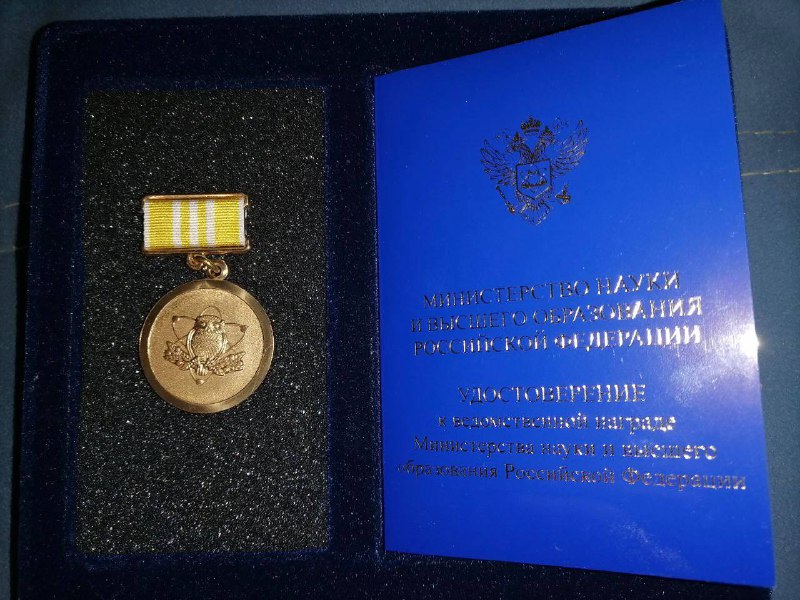 МИНИСТЕРСТВО НАУКИ
И ВЫСШЕГО ОБРАЗОВАНИЯ
РОССИЙСКОЙ ФЕДЕРАЦИИ
УДОСТОВЕРЕНИЕ
к ведомственной награде
Министерства науки и высшего
образования Российской Федерации